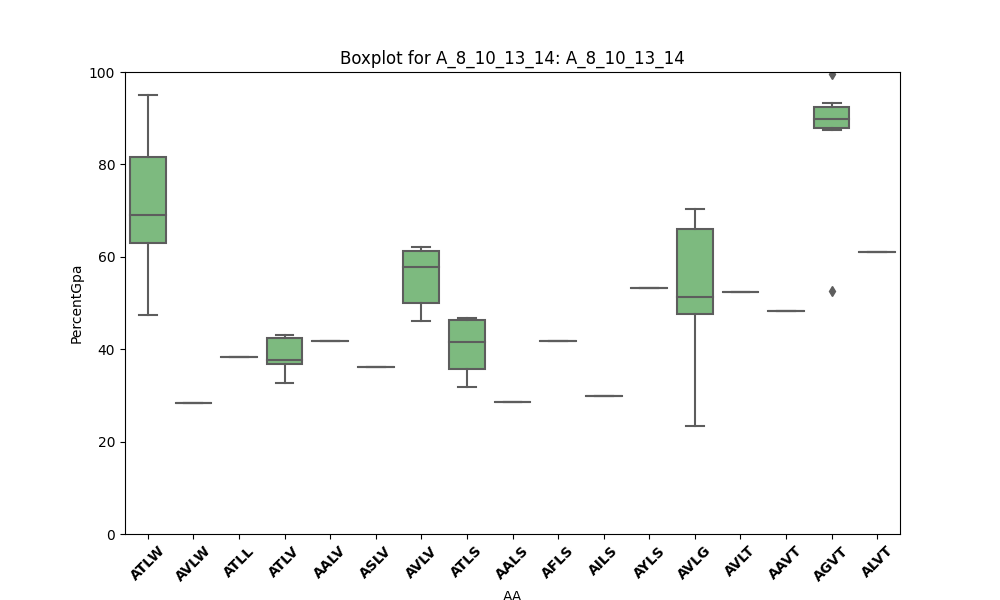 Boxplot for A_8_10_13_14: A_8_10_13_14
PercentGpa
100
80
60
40
20
0
ATLW AVLW ATLL ATLV AALV ASLV AVLV ATLS AALS AFLS AILS AYLS AVLG AVLT AAVT AGVT ALVT
AA